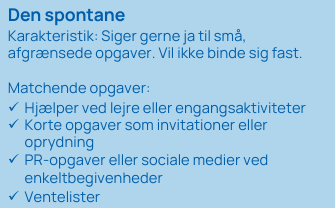 Den spontane
Karakteristik: Siger gerne ja til små,
afgrænsede opgaver. Vil ikke binde sig fast.
Matchende opgaver:
✓ Hjælper ved lejre eller engangsaktiviteter
✓ Korte opgaver som invitationer eller
oprydning
✓ PR-opgaver eller sociale medier ved
enkeltbegivenheder
✓ Ventelister